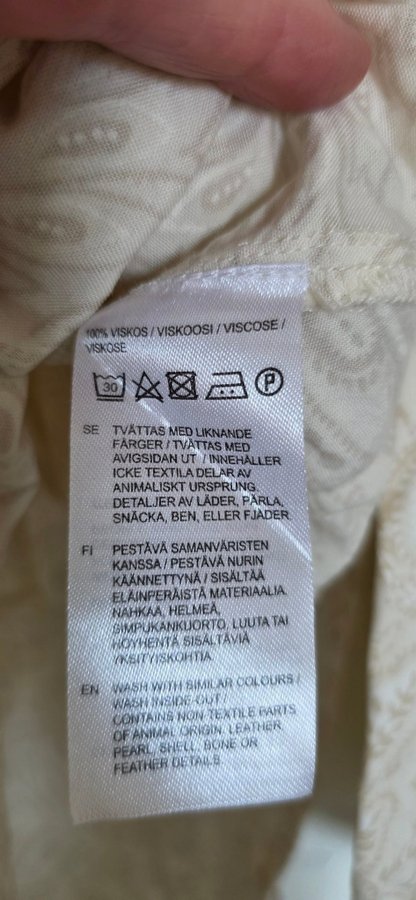 100% VISKOS / VISKOOSI / VISCOSE /
VISKOSE
30 P
SE TVÄTTAS MED LIKNANDE
FÄRGER / TVÄTTAS MED
AVIGSIDAN UT / INNEHÅLLER
ICKE TEXTILA DELAR AV
ANIMALISKT URSPRUNG.
DETALJER AV LÄDER, PÄRLA,
SNÄCKA, BEN, ELLER FJÄDER.
FI PESTÄVÄ SAMANVÄRISTEN
KANSSA / PESTÄVÄ NURIN
KÄÄNNETTYNÄ / SISÄLTÄÄ
ELÄINPERÄISTÄ MATERIAALIA.
NAHKAA, HELMEÄ,
SIMPUKANKUORTO, LUUTA TAI
HÖYHENTÄ SISÄLTÄVIÄ
YKSITYISKOHTIA.
EN WASH WITH SIMILAR COLOURS /
WASH INSIDE-OUT /
CONTAINS NON TEXTILE PARTS
OF ANIMAL ORIGIN. LEATHER,
PEARL, SHELL, BONE OR
FEATHER DETAILS.